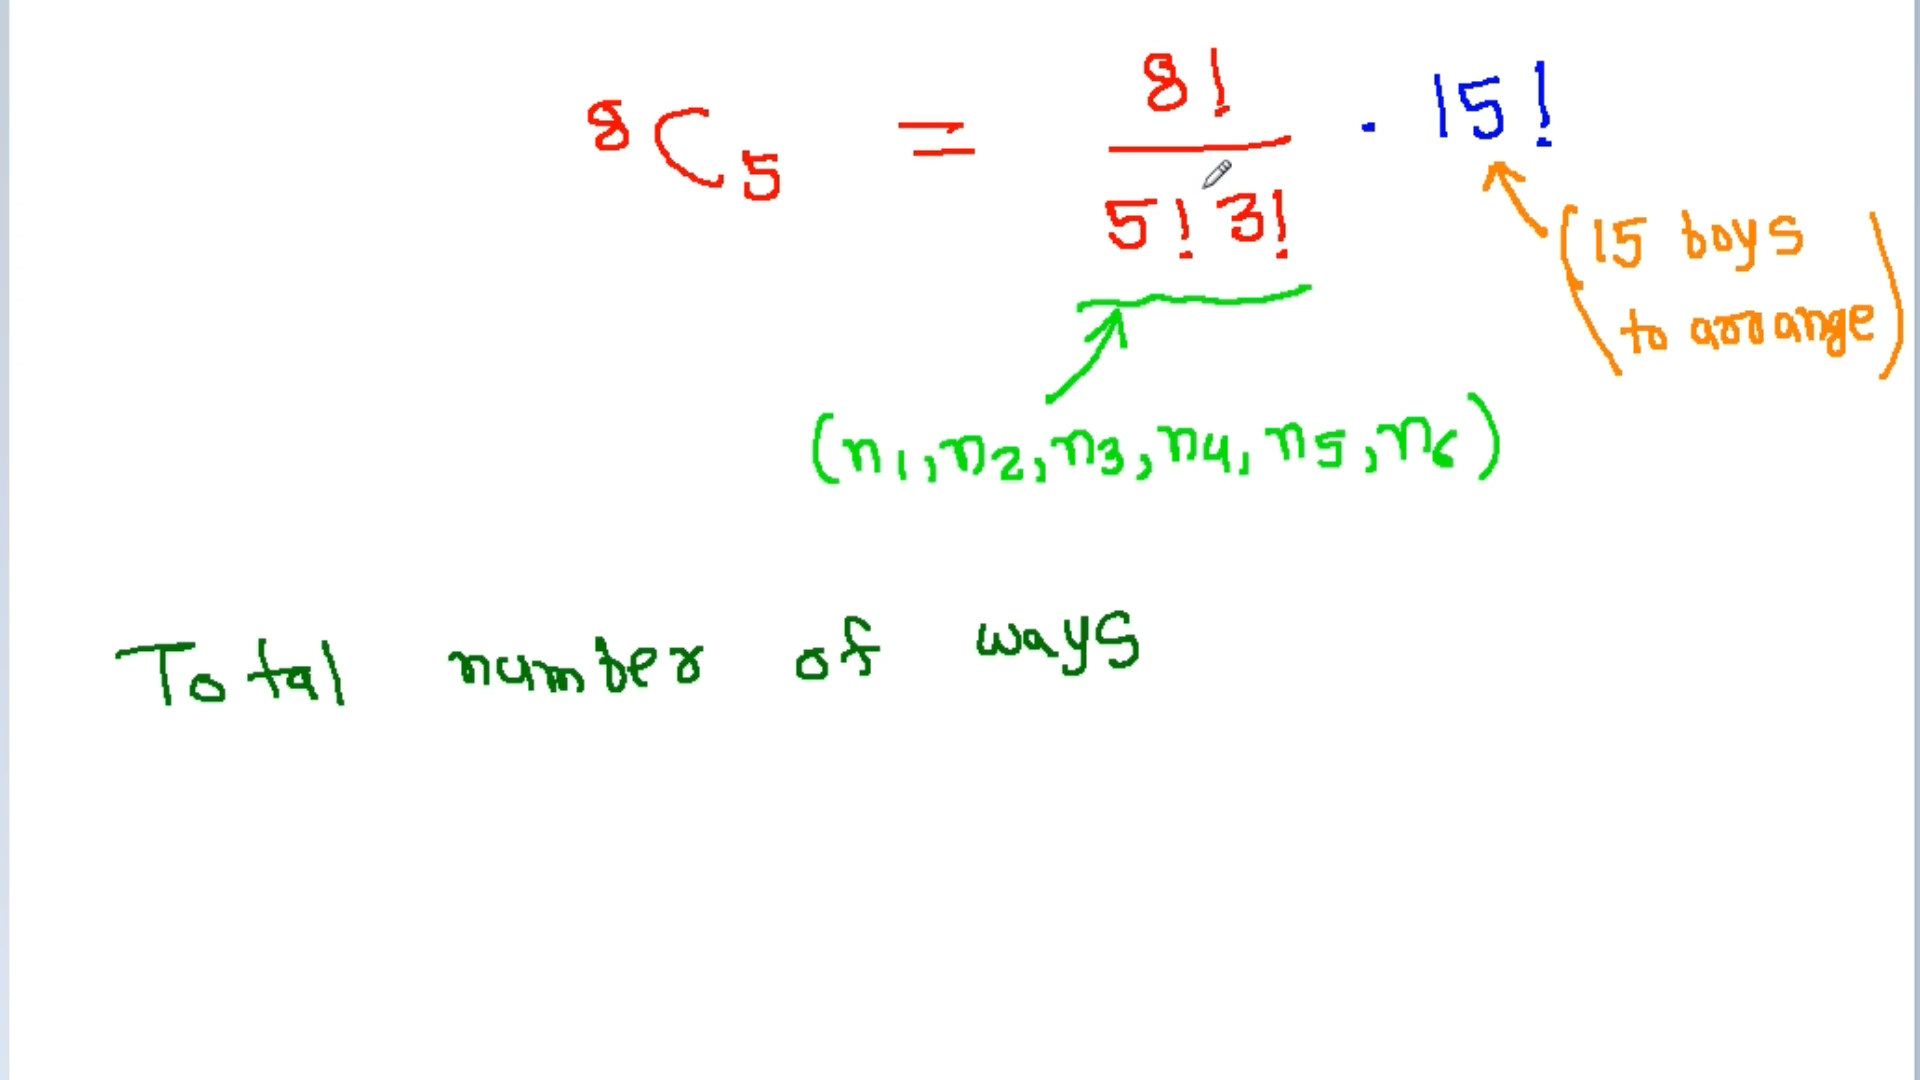 ⁸C₅ = 8! / 5! 3! · 15!
(15 boys
to arrange)
(n1, n2, n3, n4, n5, n6)
Total number of ways